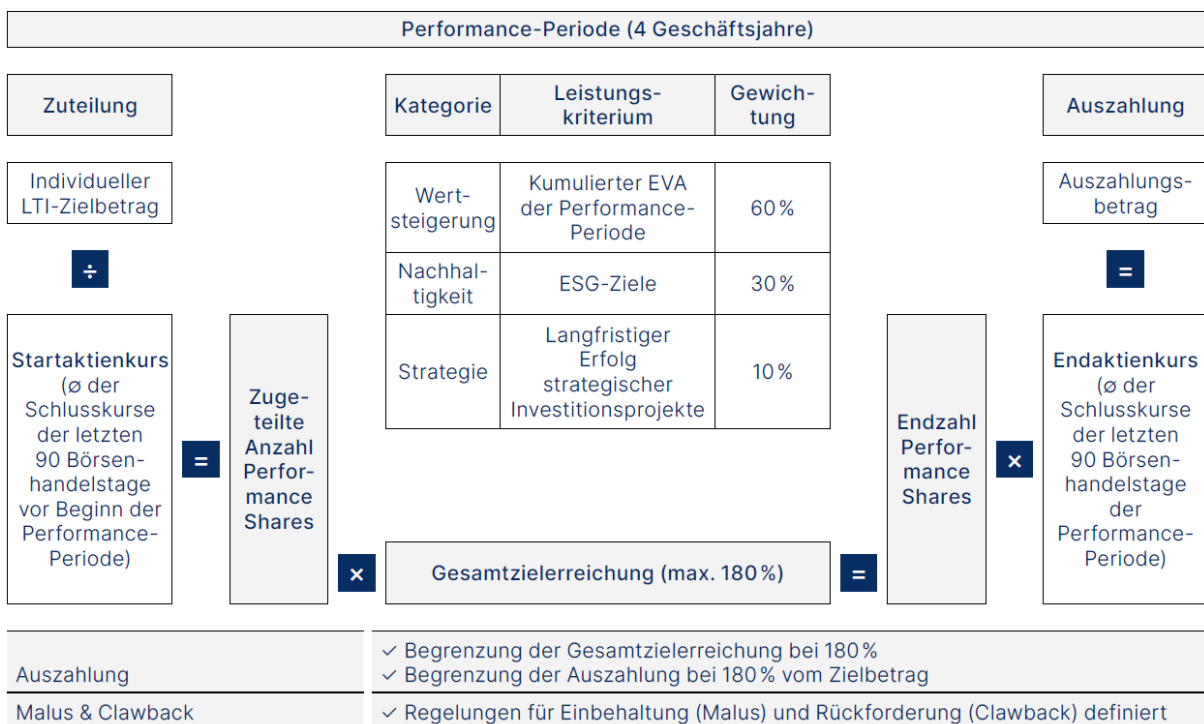 Performance-Periode (4 Geschäftsjahre)
Zuteilung
Individueller
LTI-Zielbetrag
÷
Startaktienkurs
(ø der
Schlusskurse
der letzten
90 Börsen-
handelstage
vor Beginn der
Performance-
Periode)
=
Zuge-
teilte
Anzahl
Perfor-
mance
Shares
×
Kategorie
Leistungs-
kriterium
Gewich-
tung
Wert-
steigerung
Kumulierter EVA
der Performance-
Periode
60 %
Nachhal-
tigkeit
ESG-Ziele
30 %
Strategie
Langfristiger
Erfolg
strategischer
Investitionsprojekte
10 %
Gesamtzielerreichung (max. 180 %)
=
Endzahl
Perfor-
mance
Shares
×
Auszahlung
Auszahlungs-
betrag
=
Endaktienkurs
(ø der
Schlusskurse
der letzten
90 Börsen-
handelstage
der
Performance-
Periode)
Auszahlung
✓ Begrenzung der Gesamtzielerreichung bei 180 %
✓ Begrenzung der Auszahlung bei 180 % vom Zielbetrag
Malus & Clawback
✓ Regelungen für Einbehaltung (Malus) und Rückforderung (Clawback) definiert